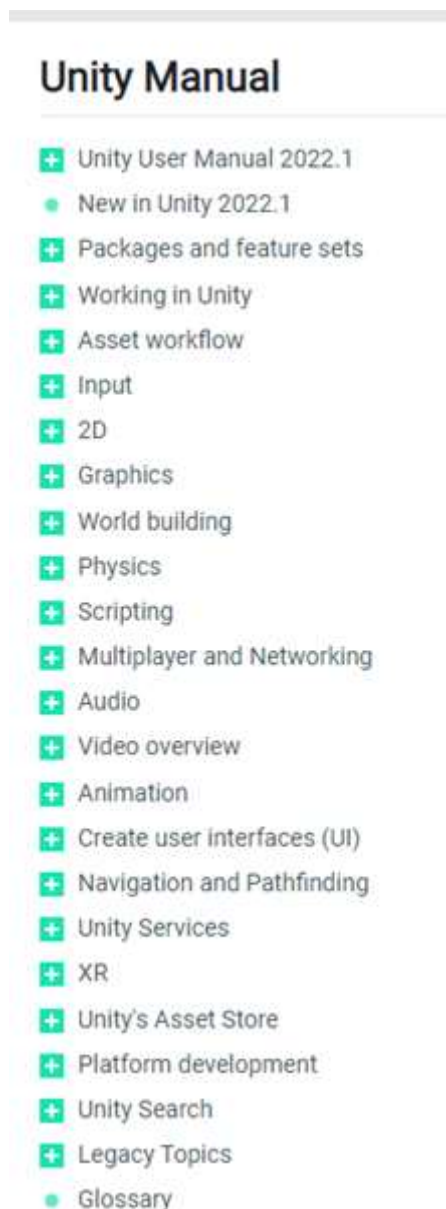 Unity Manual
Unity User Manual 2022.1
New in Unity 2022.1
Packages and feature sets
Working in Unity
Asset workflow
Input
2D
Graphics
World building
Physics
Scripting
Multiplayer and Networking
Audio
Video overview
Animation
Create user interfaces (UI)
Navigation and Pathfinding
Unity Services
XR
Unity's Asset Store
Platform development
Unity Search
Legacy Topics
Glossary